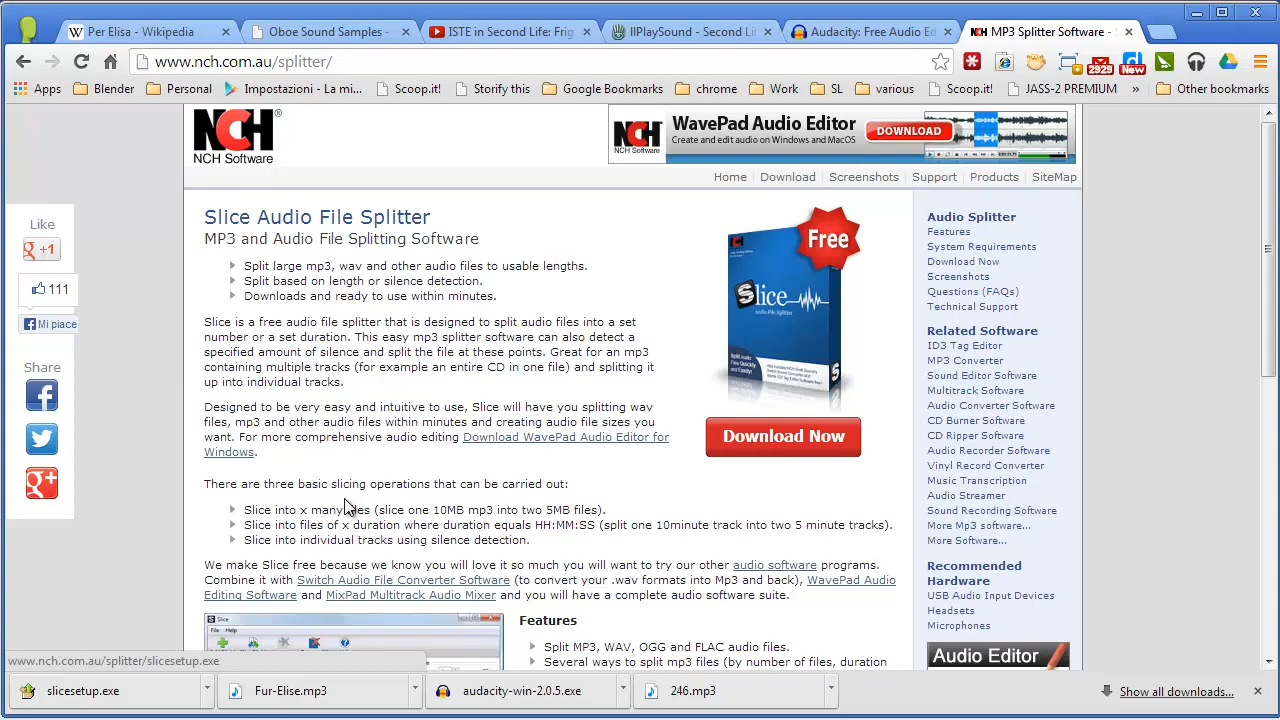 Per Elisa - Wikipedia
Oboe Sound Samples -
ISTE in Second Life: Frig
llPlaySound - Second Li
Audacity: Free Audio Ed
MP3 Splitter Software -
www.nch.com.au/splitter/
2929
New
Apps
Blender
Personal
Impostazioni - La mi...
Scoop.it!
Storify this
Google Bookmarks
chrome
Work
SL
various
Scoop.it!
JASS-2 PREMIUM
»
Other bookmarks
NCH®
NCH Software
NCH
NCH Software
WavePad Audio Editor
Create and edit audio on Windows and MacOS
DOWNLOAD
Home | Download | Screenshots | Support | Products | SiteMap
Like
+1
111
Mi piace
Share
Slice Audio File Splitter
MP3 and Audio File Splitting Software
Split large mp3, wav and other audio files to usable lengths.
Split based on length or silence detection.
Downloads and ready to use within minutes.
Slice is a free audio file splitter that is designed to split audio files into a set
number or a set duration. This easy mp3 splitter software can also detect a
specified amount of silence and split the file at these points. Great for an mp3
containing multiple tracks (for example an entire CD in one file) and splitting it
up into individual tracks.
Designed to be very easy and intuitive to use, Slice will have you splitting wav
files, mp3 and other audio files within minutes and creating audio file sizes you
want. For more comprehensive audio editing Download WavePad Audio Editor for
Windows.
Free
Slice
Audio File Splitter
Split Audio Files
Quickly and Easily
Download Now
There are three basic slicing operations that can be carried out:
Slice into x many files (slice one 10MB mp3 into two 5MB files).
Slice into files of x duration where duration equals HH:MM:SS (split one 10minute track into two 5 minute tracks).
Slice into individual tracks using silence detection.
We make Slice free because we know you will love it so much you will want to try our other audio software programs.
Combine it with Switch Audio File Converter Software (to convert your .wav formats into Mp3 and back), WavePad Audio
Editing Software and MixPad Multitrack Audio Mixer and you will have a complete audio software suite.
Slice
File Help
Features
Split MP3, WAV, OGG and FLAC audio files.
Several ways to split mp3 files (by number of files, duration
Audio Splitter
Features
System Requirements
Download Now
Screenshots
Questions (FAQs)
Technical Support
Related Software
ID3 Tag Editor
MP3 Converter
Sound Editor Software
Multitrack Software
Audio Converter Software
CD Burner Software
CD Ripper Software
Audio Recorder Software
Vinyl Record Converter
Music Transcription
Audio Streamer
Sound Recording Software
More Mp3 software...
More Software...
Recommended
Hardware
USB Audio Input Devices
Headsets
Microphones
Audio Editor
www.nch.com.au/splitter/slicesetup.exe
slicesetup.exe
Fur-Elise.mp3
audacity-win-2.0.5.exe
246.mp3
Show all downloads...